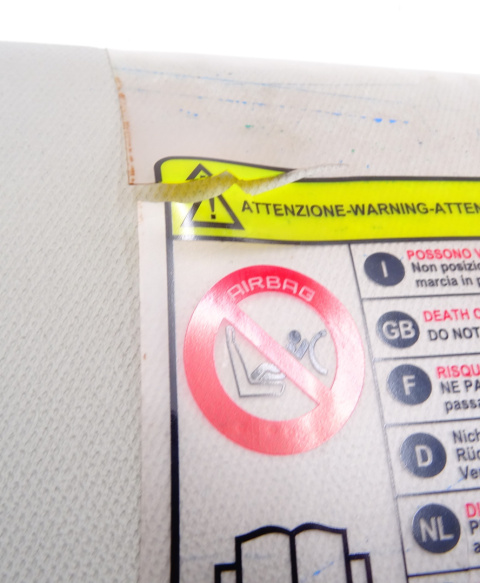 ATTENZIONE-WARNING-ATTEN
AIRBAG
I
POSSONO V
Non posizio
marcia in p
GB
DEATH O
DO NOT
F
RISQU
NE PA
passa
D
Nich
Rüc
Ve
NL
P
a